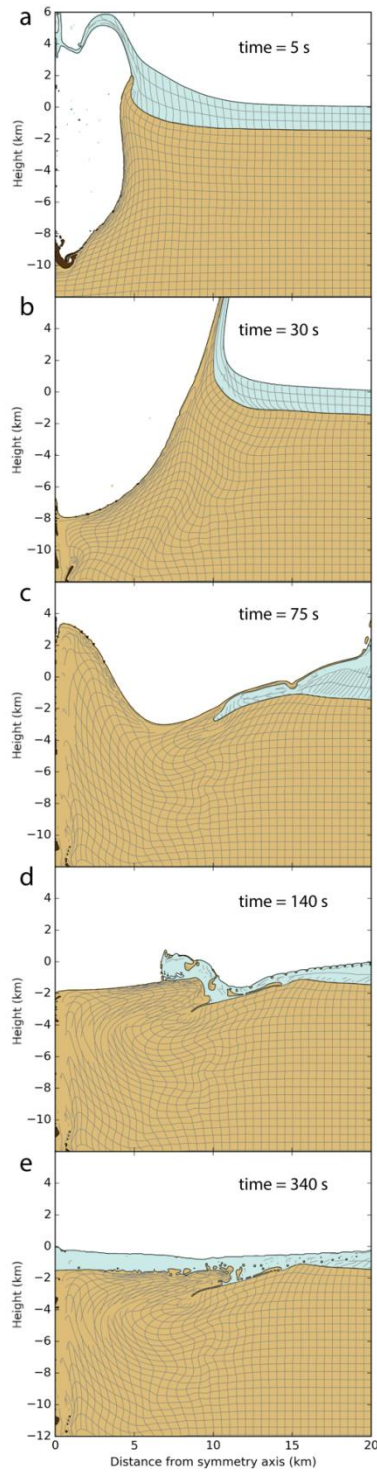 a
time = 5 s
Height (km)
6
4
2
0
−2
−4
−6
−8
−10
b
time = 30 s
Height (km)
4
2
0
−2
−4
−6
−8
−10
c
time = 75 s
Height (km)
4
2
0
−2
−4
−6
−8
−10
d
time = 140 s
Height (km)
4
2
0
−2
−4
−6
−8
−10
e
time = 340 s
Height (km)
4
2
0
−2
−4
−6
−8
−10
−12
0 5 10 15 20
Distance from symmetry axis (km)